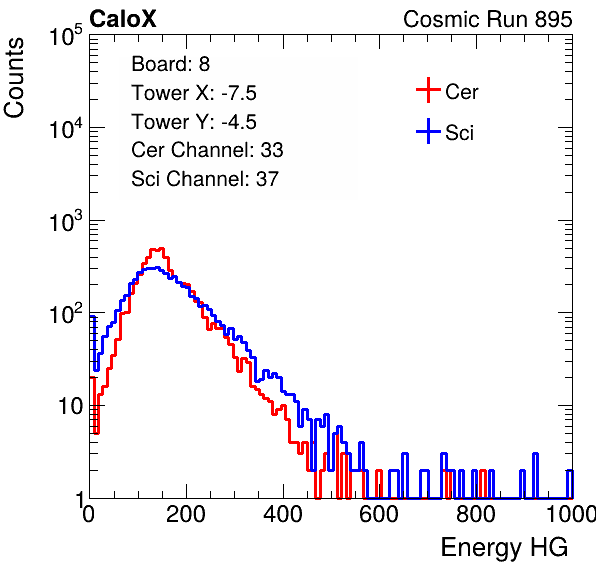 CaloX Cosmic Run 895
Board: 8
Tower X: -7.5
Tower Y: -4.5
Cer Channel: 33
Sci Channel: 37
Cer
Sci
Counts
10^5
10^4
10^3
10^2
10
1
0 200 400 600 800 1000
Energy HG